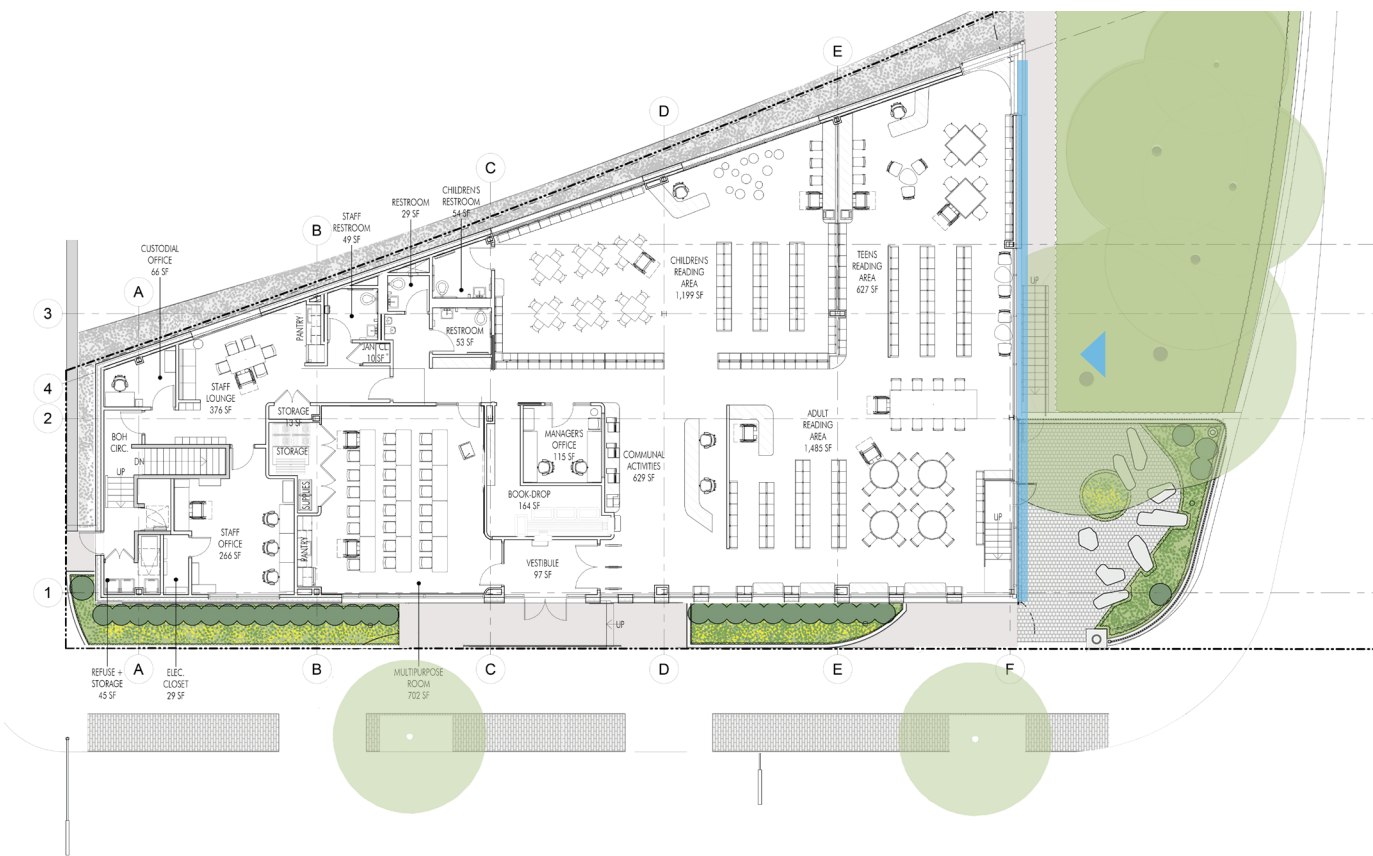 E
D
C
CHILDREN'S
RESTROOM
54 SF
RESTROOM
29 SF
STAFF
RESTROOM
49 SF
B
CUSTODIAL
OFFICE
66 SF
A
CHILDREN'S
READING
AREA
1,199 SF
TEENS
READING
AREA
627 SF
UP
3
PANTRY
RESTROOM
53 SF
10 SF
4
STAFF
LOUNGE
376 SF
2
STORAGE
13 SF
STORAGE
BOH
CIRC.
DN
UP
MANAGER'S
OFFICE
115 SF
COMMUNAL
ACTIVITIES
629 SF
ADULT
READING
AREA
1,485 SF
SUPPLIES
BOOK-DROP
164 SF
UP
STAFF
OFFICE
266 SF
PANTRY
VESTIBULE
97 SF
1
UP
REFUSE +
STORAGE
45 SF
A
ELEC.
CLOSET
29 SF
B
MULTIPURPOSE
ROOM
702 SF
C
D
E
F